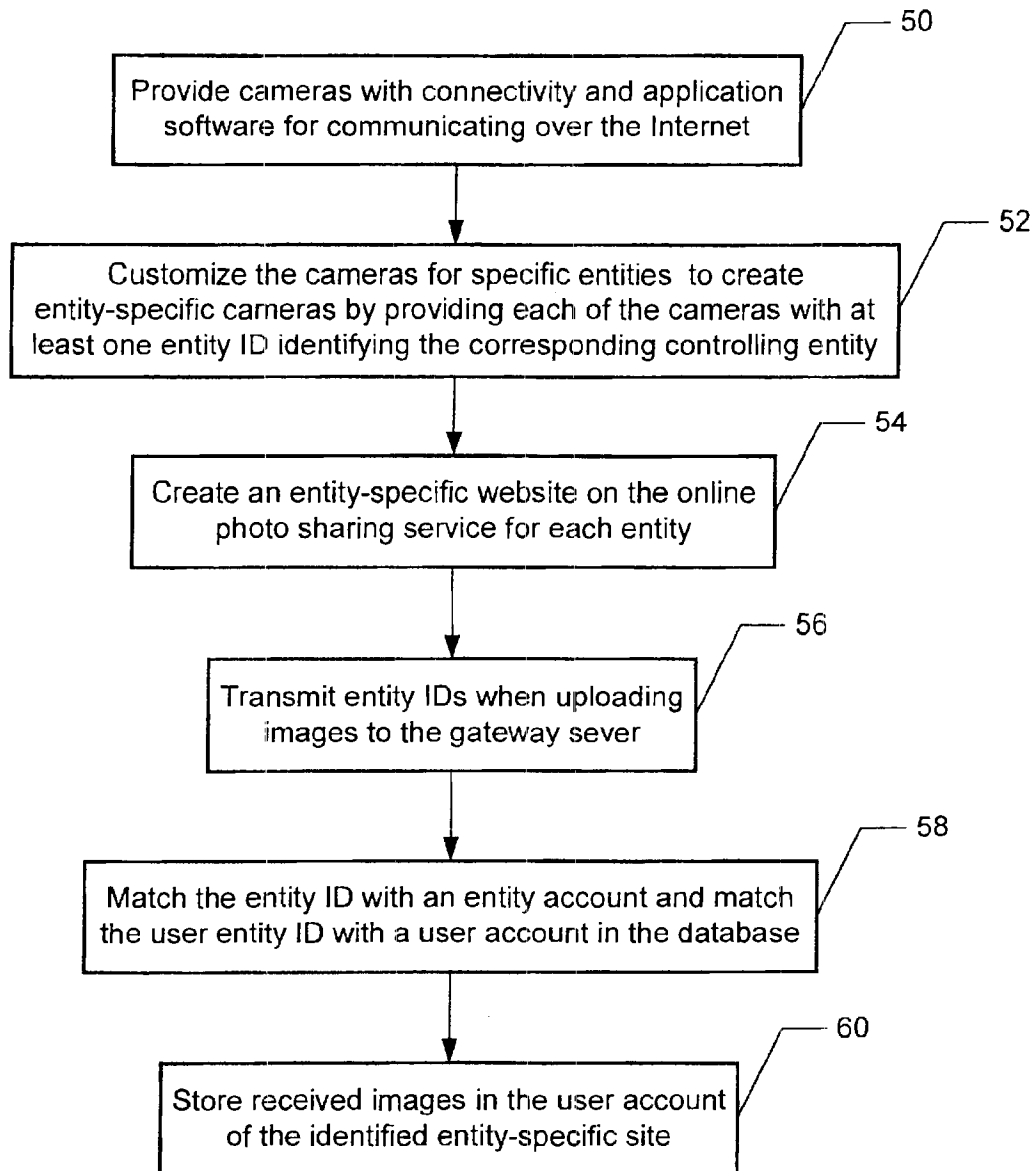 50
Provide cameras with connectivity and application
software for communicating over the Internet
52
Customize the cameras for specific entities to create
entity-specific cameras by providing each of the cameras with at
least one entity ID identifying the corresponding controlling entity
54
Create an entity-specific website on the online
photo sharing service for each entity
56
Transmit entity IDs when uploading
images to the gateway sever
58
Match the entity ID with an entity account and match
the user entity ID with a user account in the database
60
Store received images in the user account
of the identified entity-specific site